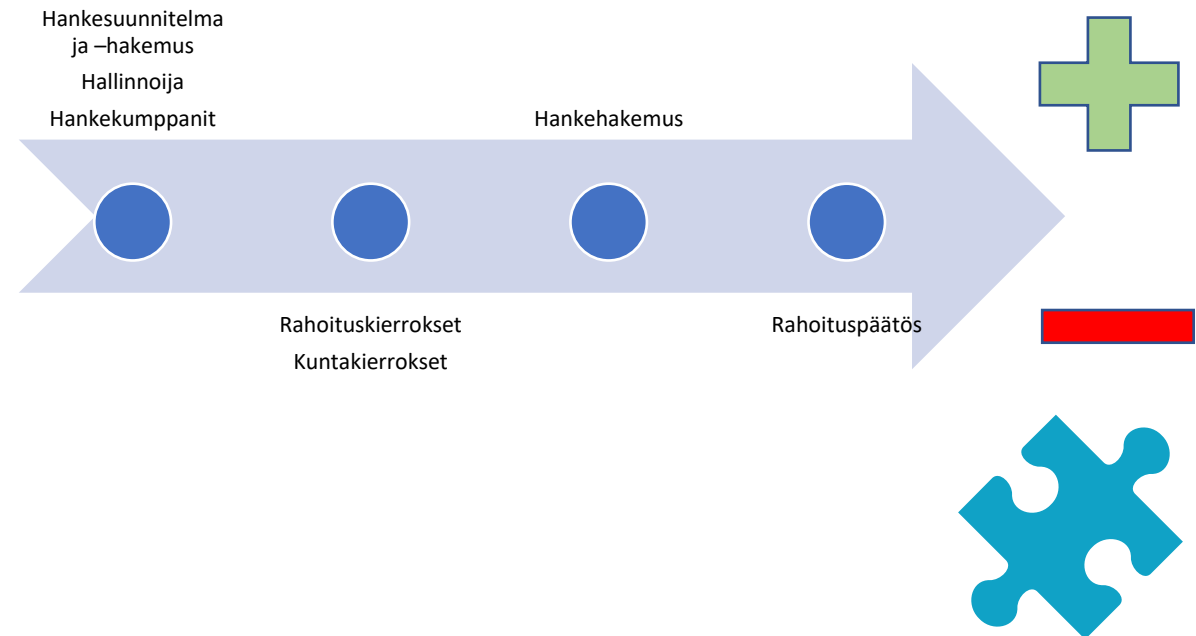 Hankesuunnitelma
ja –hakemus
Hallinnoija
Hankekumppanit
Hankehakemus
Rahoituskierrokset
Kuntakierrokset
Rahoituspäätös